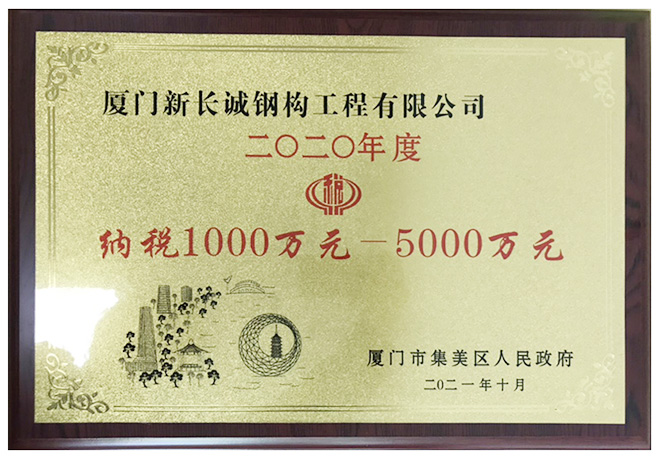 厦门新长诚钢构工程有限公司
二〇二〇年度
税
纳税1000万元－5000万元
厦门市集美区人民政府
二〇二一年十月